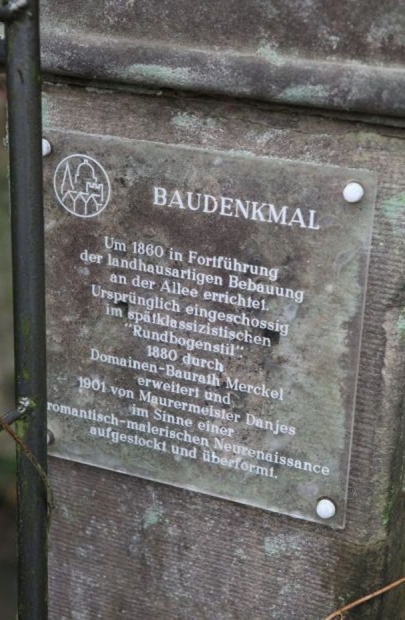 BAUDENKMAL
Um 1860 in Fortführung
der landhausartigen Bebauung
an der Allee errichtet.
Ursprünglich eingeschossig
im spätklassizistischen
"Rundbogenstil"
1880 durch
Domainen-Baurath Merckel
erweitert und
1901 von Maurermeister Danjes
im Sinne einer
romantisch-malerischen Neurenaissance
aufgestockt und überformt.